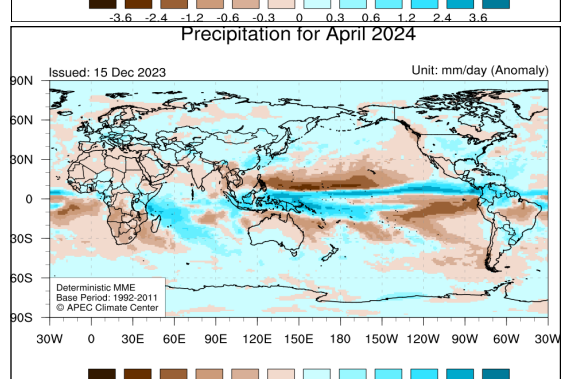 -3.6 -2.4 -1.2 -0.6 -0.3 0 0.3 0.6 1.2 2.4 3.6
Precipitation for April 2024
Issued: 15 Dec 2023 Unit: mm/day (Anomaly)
90N
60N
30N
0
30S
60S
90S
Deterministic MME
Base Period: 1992-2011
© APEC Climate Center
30W 0 30E 60E 90E 120E 150E 180 150W 120W 90W 60W 30W